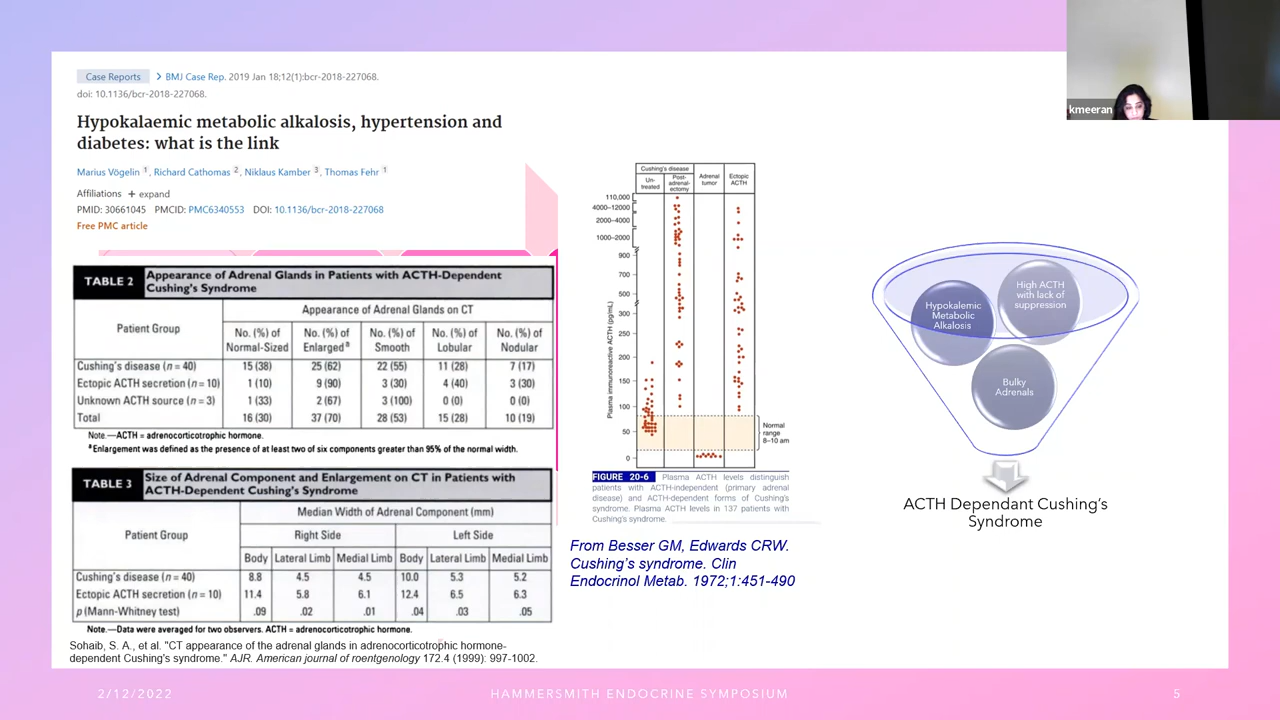 kmeeran
Case Reports > BMJ Case Rep. 2019 Jan 18;12(1):bcr-2018-227068.
doi: 10.1136/bcr-2018-227068.
Hypokalaemic metabolic alkalosis, hypertension and
diabetes: what is the link
Marius Vögelin 1, Richard Cathomas 2, Niklaus Kamber 3, Thomas Fehr 1
Affiliations + expand
PMID: 30661045 PMCID: PMC6340553 DOI: 10.1136/bcr-2018-227068
Free PMC article
TABLE 2 Appearance of Adrenal Glands in Patients with ACTH-Dependent
Cushing's Syndrome
Patient Group
Appearance of Adrenal Glands on CT
No. (%) of No. (%) of No. (%) of No. (%) of No. (%) of
Normal-Sized Enlarged a Smooth Lobular Nodular
Cushing's disease (n = 40) 15 (38) 25 (62) 22 (55) 11 (28) 7 (17)
Ectopic ACTH secretion (n = 10) 1 (10) 9 (90) 3 (30) 4 (40) 3 (30)
Unknown ACTH source (n = 3) 1 (33) 2 (67) 3 (100) 0 (0) 0 (0)
Total 16 (30) 37 (70) 28 (53) 15 (28) 10 (19)
Note.—ACTH = adrenocorticotrophic hormone.
a Enlargement was defined as the presence of at least two of six components greater than 95% of the normal width.
TABLE 3 Size of Adrenal Component and Enlargement on CT in Patients with
ACTH-Dependent Cushing's Syndrome
Patient Group
Median Width of Adrenal Component (mm)
Right Side Left Side
Body Lateral Limb Medial Limb Body Lateral Limb Medial Limb
Cushing's disease (n = 40) 8.8 4.5 4.5 10.0 5.3 5.2
Ectopic ACTH secretion (n = 10) 11.4 5.8 6.1 12.4 6.5 6.3
p (Mann-Whitney test) .09 .02 .01 .04 .03 .05
Note.—Data were averaged for two observers. ACTH = adrenocorticotrophic hormone.
Sohaib, S. A., et al. "CT appearance of the adrenal glands in adrenocorticotrophic hormone-
dependent Cushing's syndrome." AJR. American journal of roentgenology 172.4 (1999): 997-1002.
Cushing's disease
Un-
treated
Post-
adrenal-
ectomy
Adrenal
tumor
Ectopic
ACTH
Plasma immunoreactive ACTH (pg/mL)
110,000
4000–12000
2000–4000
1000–2000
900
700
500
300
250
200
150
100
50
0
Normal
range
8–10 am
FIGURE 20-6 Plasma ACTH levels distinguish
patients with ACTH-independent (primary adrenal
disease) and ACTH-dependent forms of Cushing's
syndrome. Plasma ACTH levels in 137 patients with
Cushing's syndrome.
From Besser GM, Edwards CRW.
Cushing's syndrome. Clin
Endocrinol Metab. 1972;1:451-490
Hypokalemic
Metabolic
Alkalosis
High ACTH
with lack of
suppression
Bulky
Adrenals
ACTH Dependant Cushing's
Syndrome
2/12/2022
HAMMERSMITH ENDOCRINE SYMPOSIUM
5